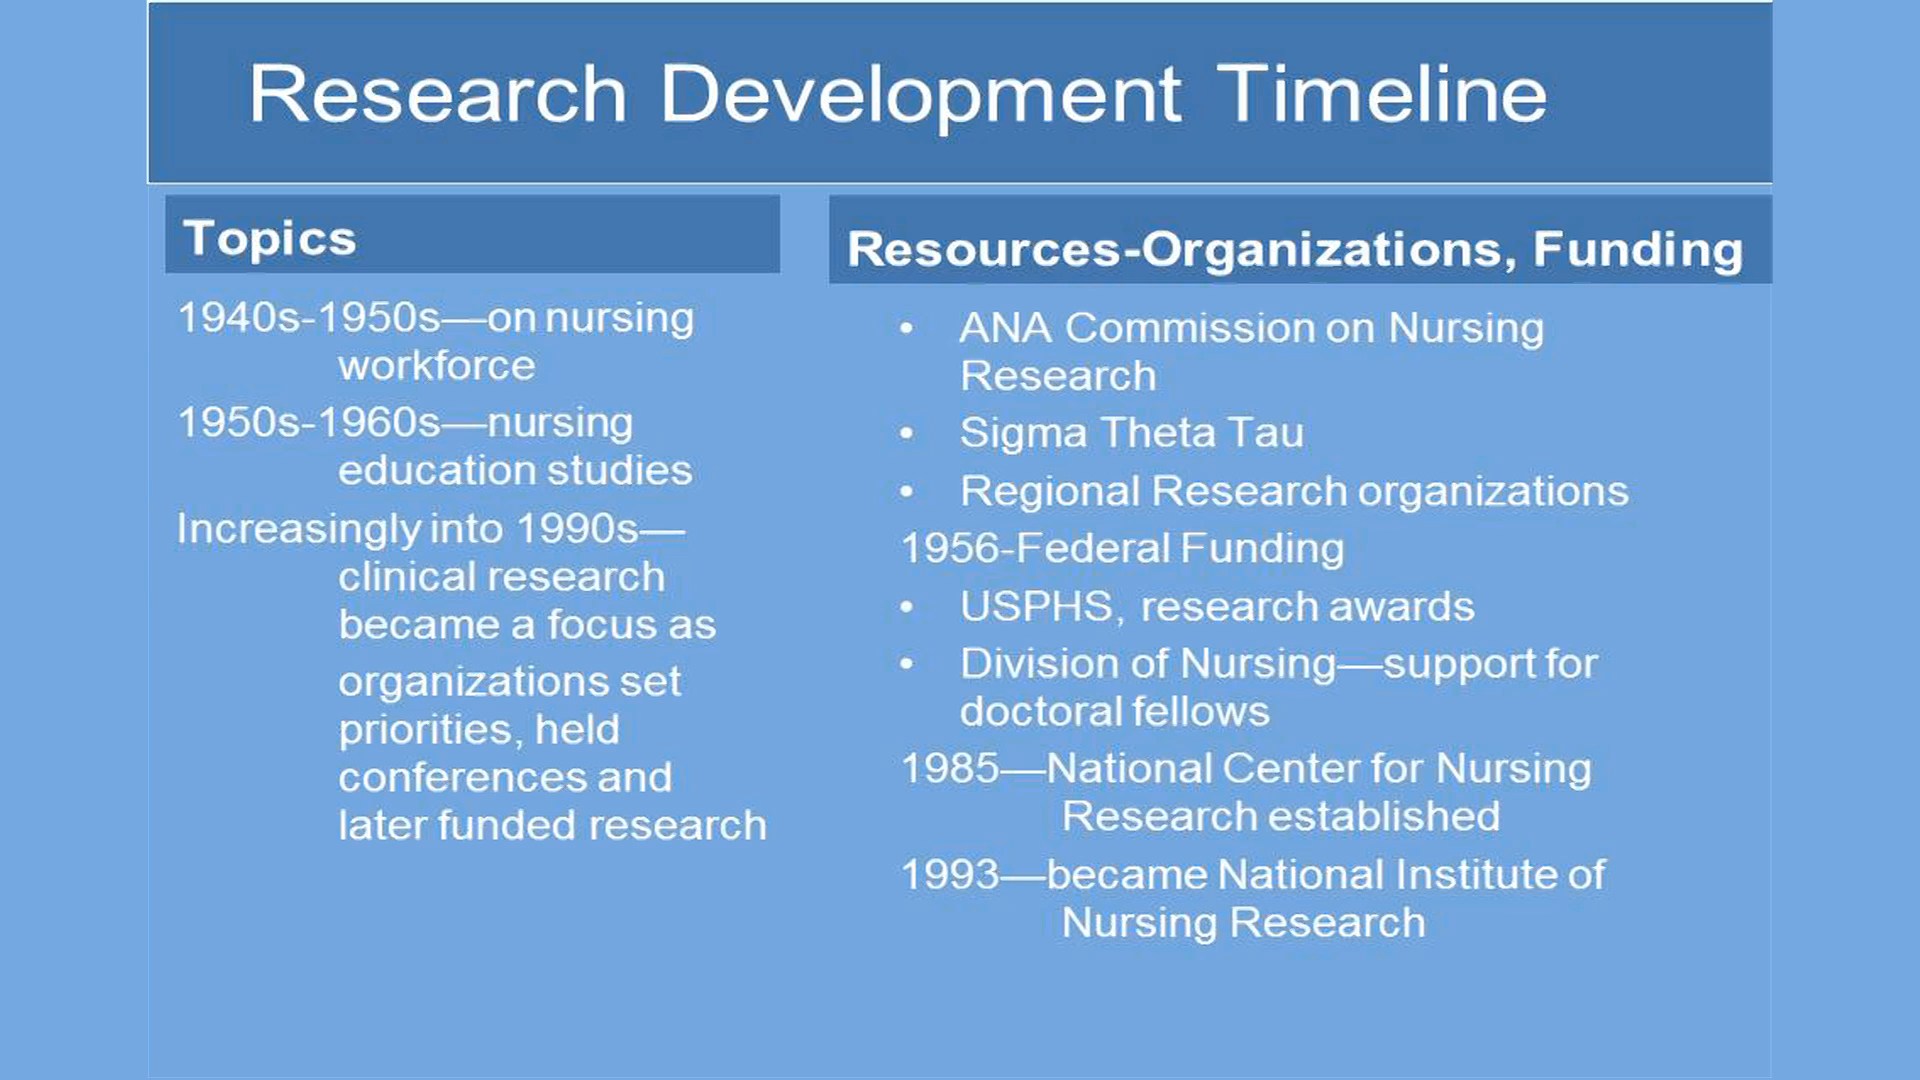 Research Development Timeline
Topics
1940s-1950s—on nursing
workforce
1950s-1960s—nursing
education studies
Increasingly into 1990s—
clinical research
became a focus as
organizations set
priorities, held
conferences and
later funded research
Resources-Organizations, Funding
• ANA Commission on Nursing
Research
• Sigma Theta Tau
• Regional Research organizations
1956-Federal Funding
• USPHS, research awards
• Division of Nursing—support for
doctoral fellows
1985—National Center for Nursing
Research established
1993—became National Institute of
Nursing Research